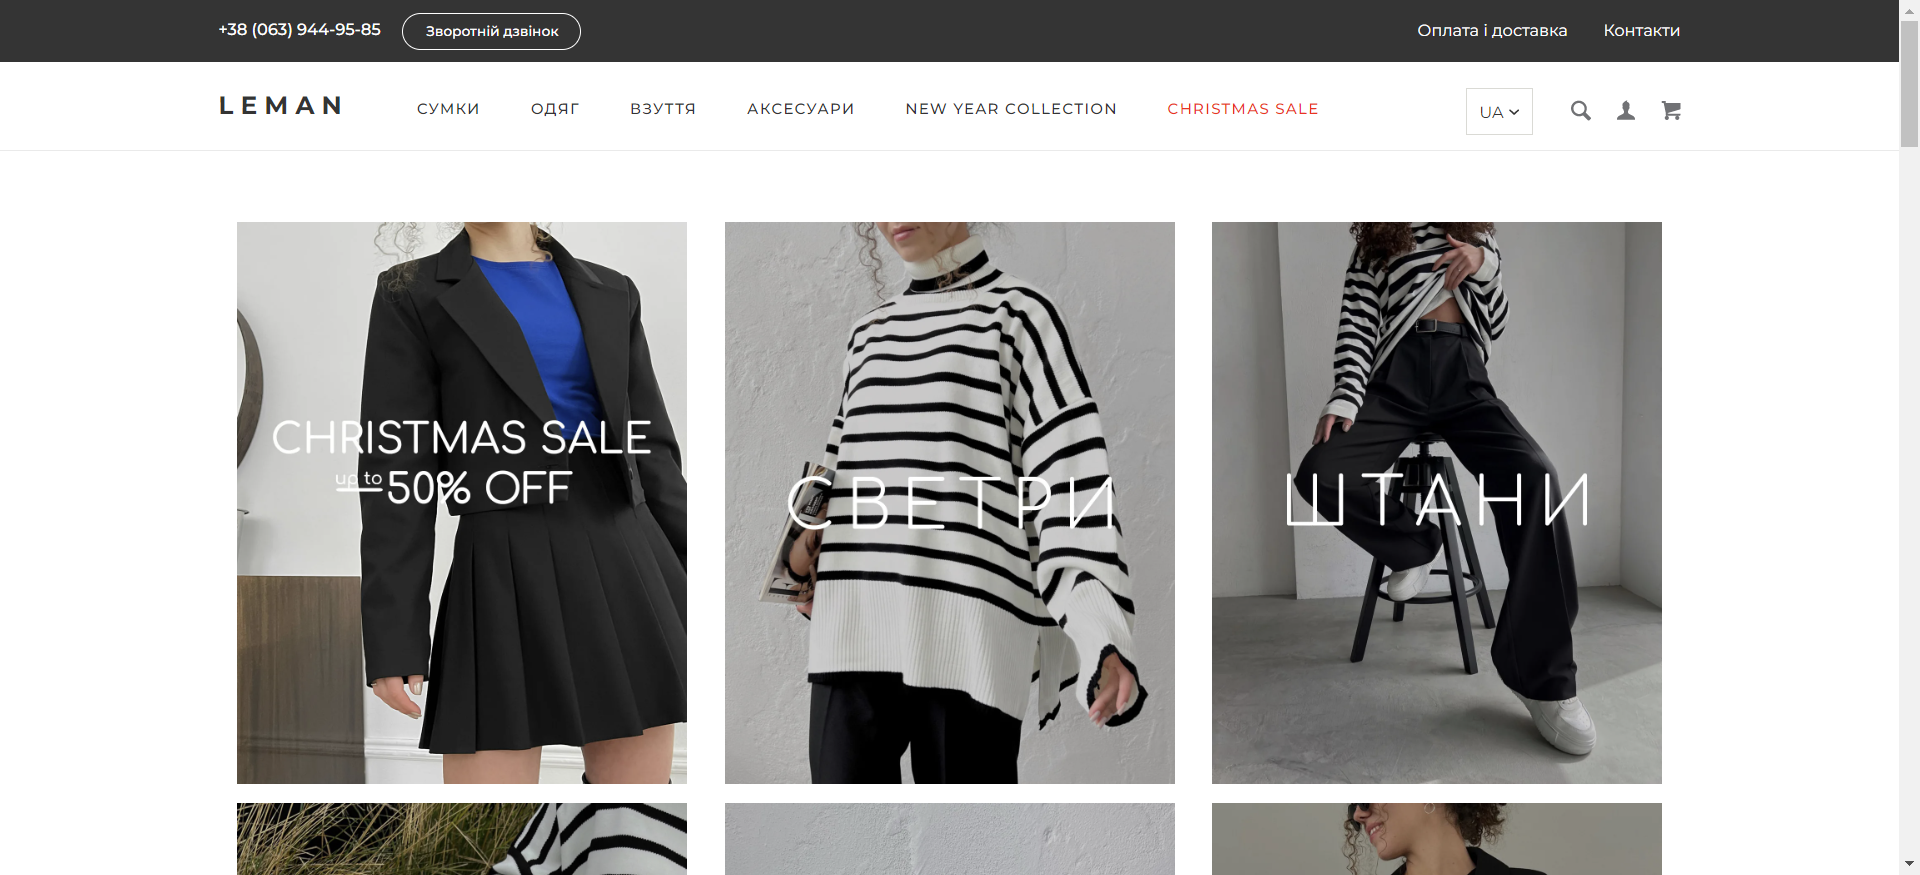 +38 (063) 944-95-85 Зворотній дзвінок Оплата і доставка Контакти
LEMAN СУМКИ ОДЯГ ВЗУТТЯ АКСЕСУАРИ NEW YEAR COLLECTION CHRISTMAS SALE UA
CHRISTMAS SALE
up to 50% OFF
СВЕТРИ
ШТАНИ